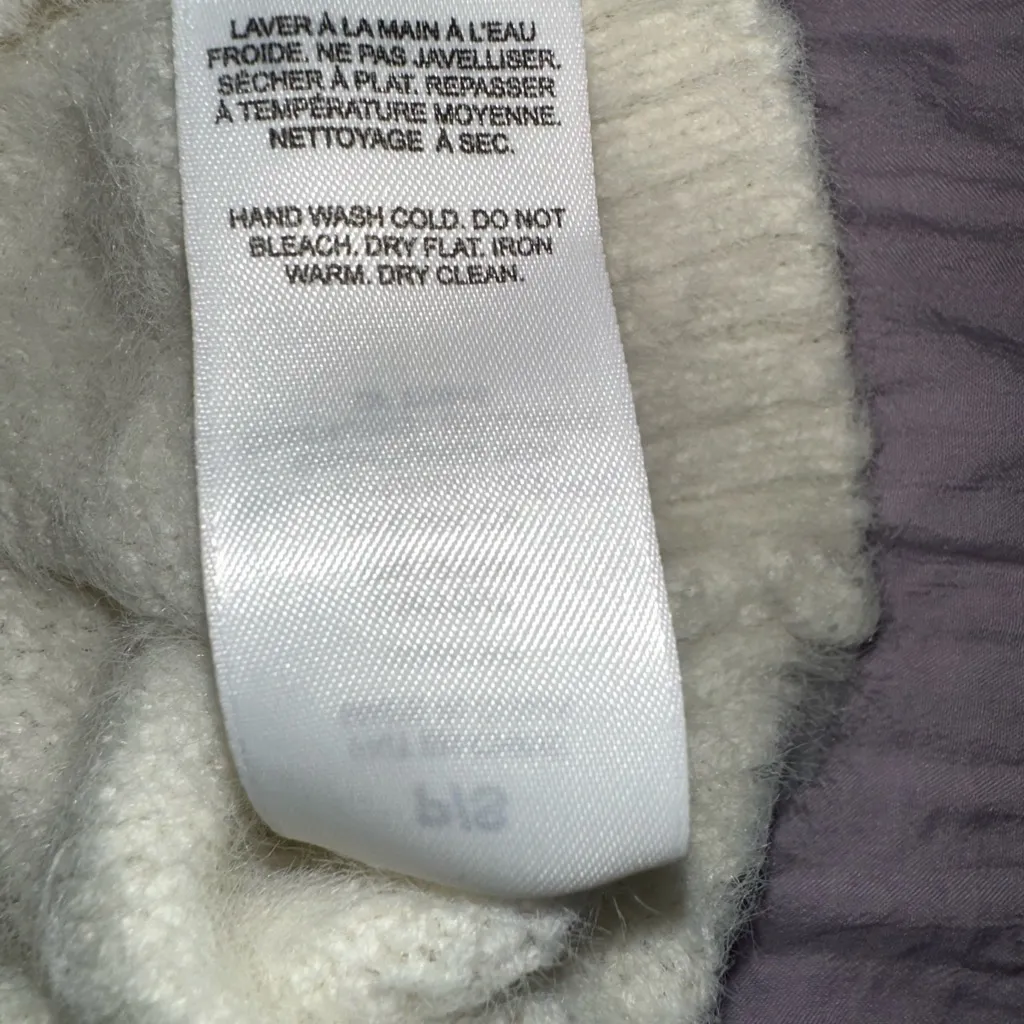 LAVER À LA MAIN À L'EAU
FROIDE. NE PAS JAVELLISER.
SÉCHER À PLAT. REPASSER
À TEMPÉRATURE MOYENNE.
NETTOYAGE À SEC.
HAND WASH COLD. DO NOT
BLEACH. DRY FLAT. IRON
WARM. DRY CLEAN.
P/S